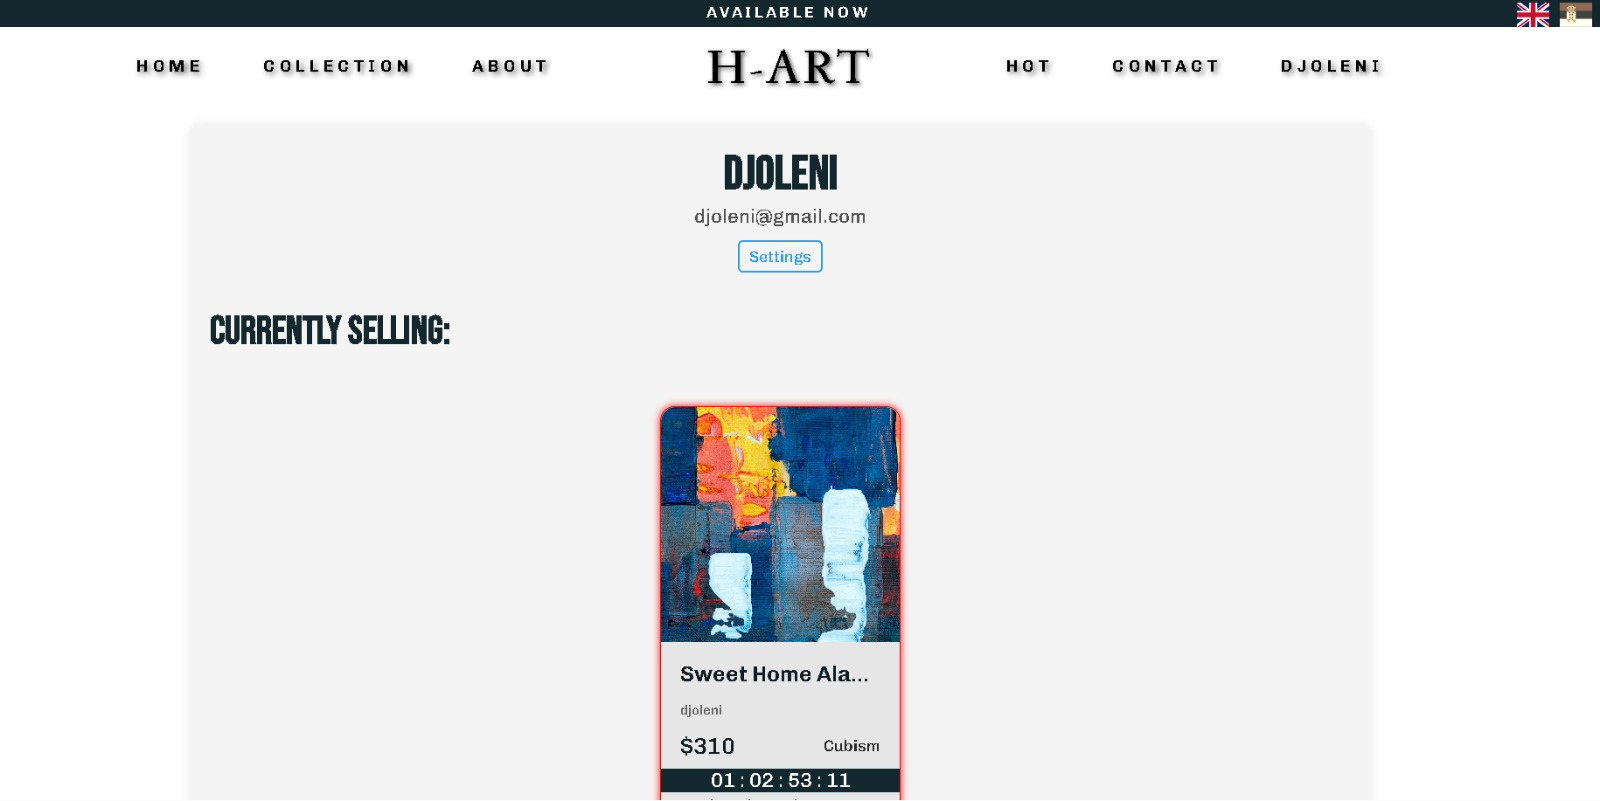 AVAILABLE NOW
HOME COLLECTION ABOUT H-ART HOT CONTACT DJOLENI
DJOLENI
djoleni@gmail.com
Settings
CURRENTLY SELLING:
Sweet Home Ala...
djoleni
$310 Cubism
01 : 02 : 53 : 11